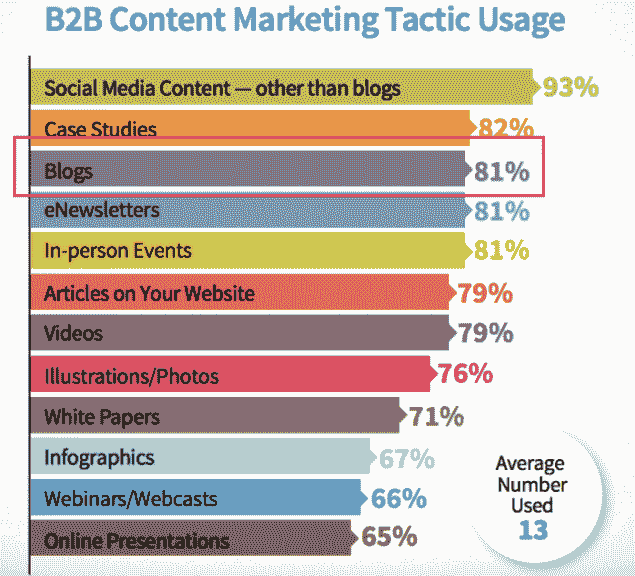 B2B Content Marketing Tactic Usage
Social Media Content — other than blogs 93%
Case Studies 82%
Blogs 81%
eNewsletters 81%
In-person Events 81%
Articles on Your Website 79%
Videos 79%
Illustrations/Photos 76%
White Papers 71%
Infographics 67%
Webinars/Webcasts 66%
Online Presentations 65%
Average
Number
Used
13